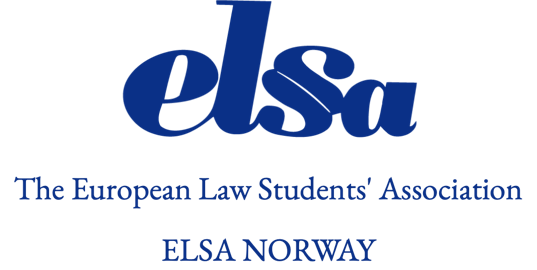 elsa
The European Law Students' Association
ELSA NORWAY